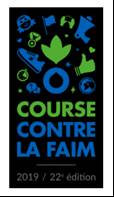 COURSE
CONTRE
LA FAIM
2019 / 22e édition